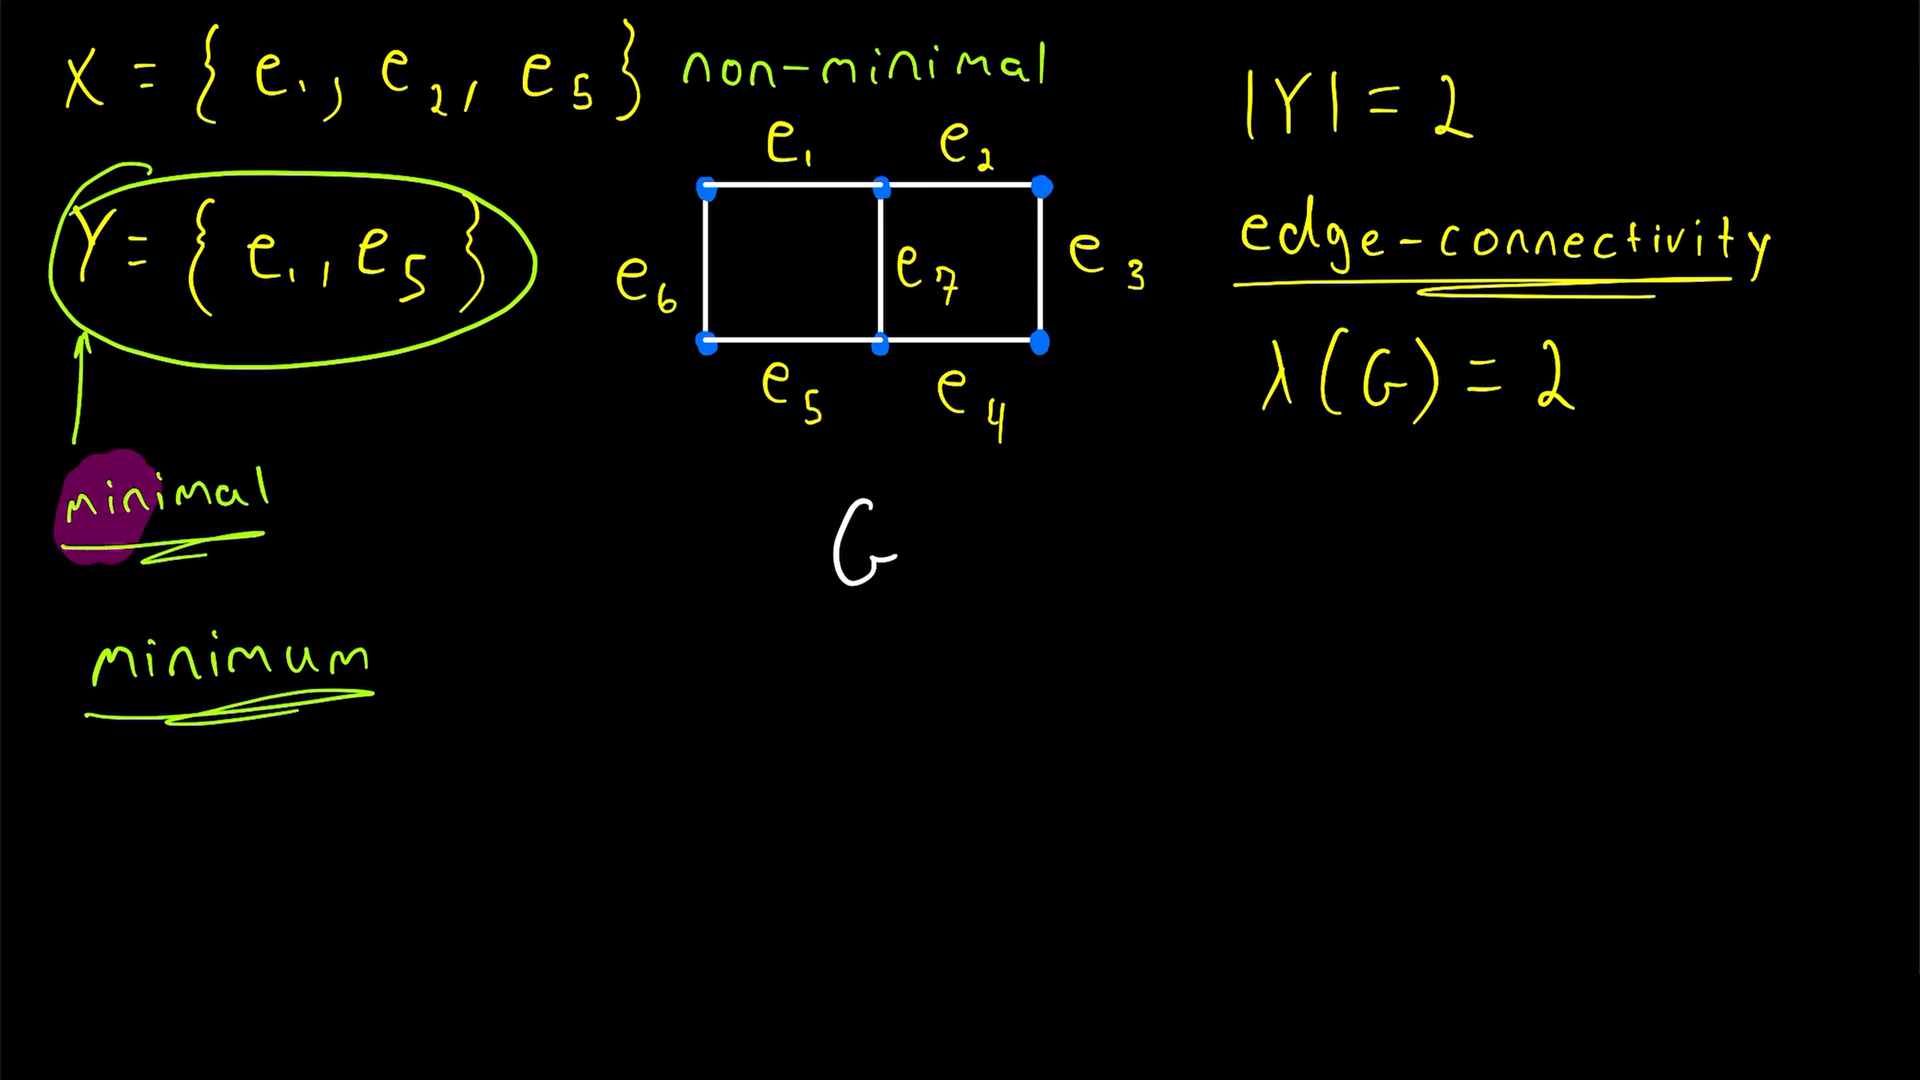 X = { e₁, e₂, e₅ } non-minimal
|Y| = 2
e₁ e₂
Y = { e₁, e₅ }
e₆ e₇ e₃
edge-connectivity
e₅ e₄
λ(G) = 2
minimal
G
minimum